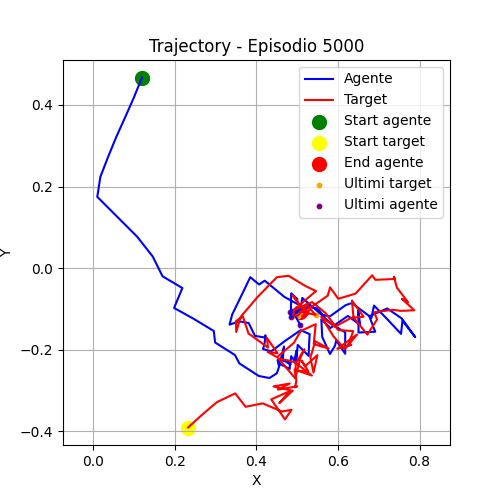 Trajectory - Episodio 5000
Agente
Target
Start agente
Start target
End agente
Ultimi target
Ultimi agente
0.4
0.2
0.0
−0.2
−0.4
Y
0.0
0.2
0.4
0.6
0.8
X